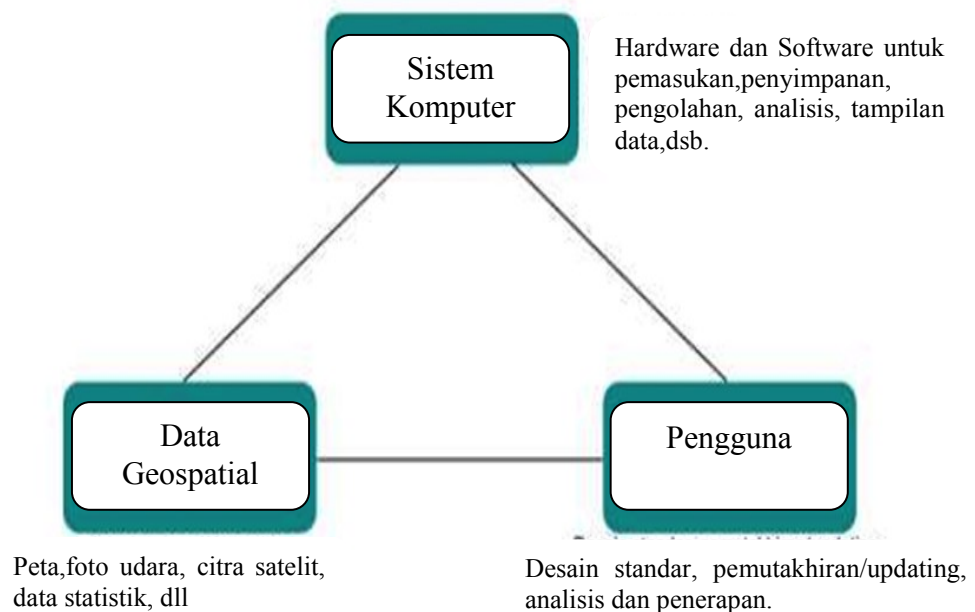 Sistem
Komputer
Hardware dan Software untuk
pemasukan,penyimpanan,
pengolahan, analisis, tampilan
data,dsb.
Data
Geospatial
Pengguna
Peta,foto udara, citra satelit,
data statistik, dll
Desain standar, pemutakhiran/updating,
analisis dan penerapan.